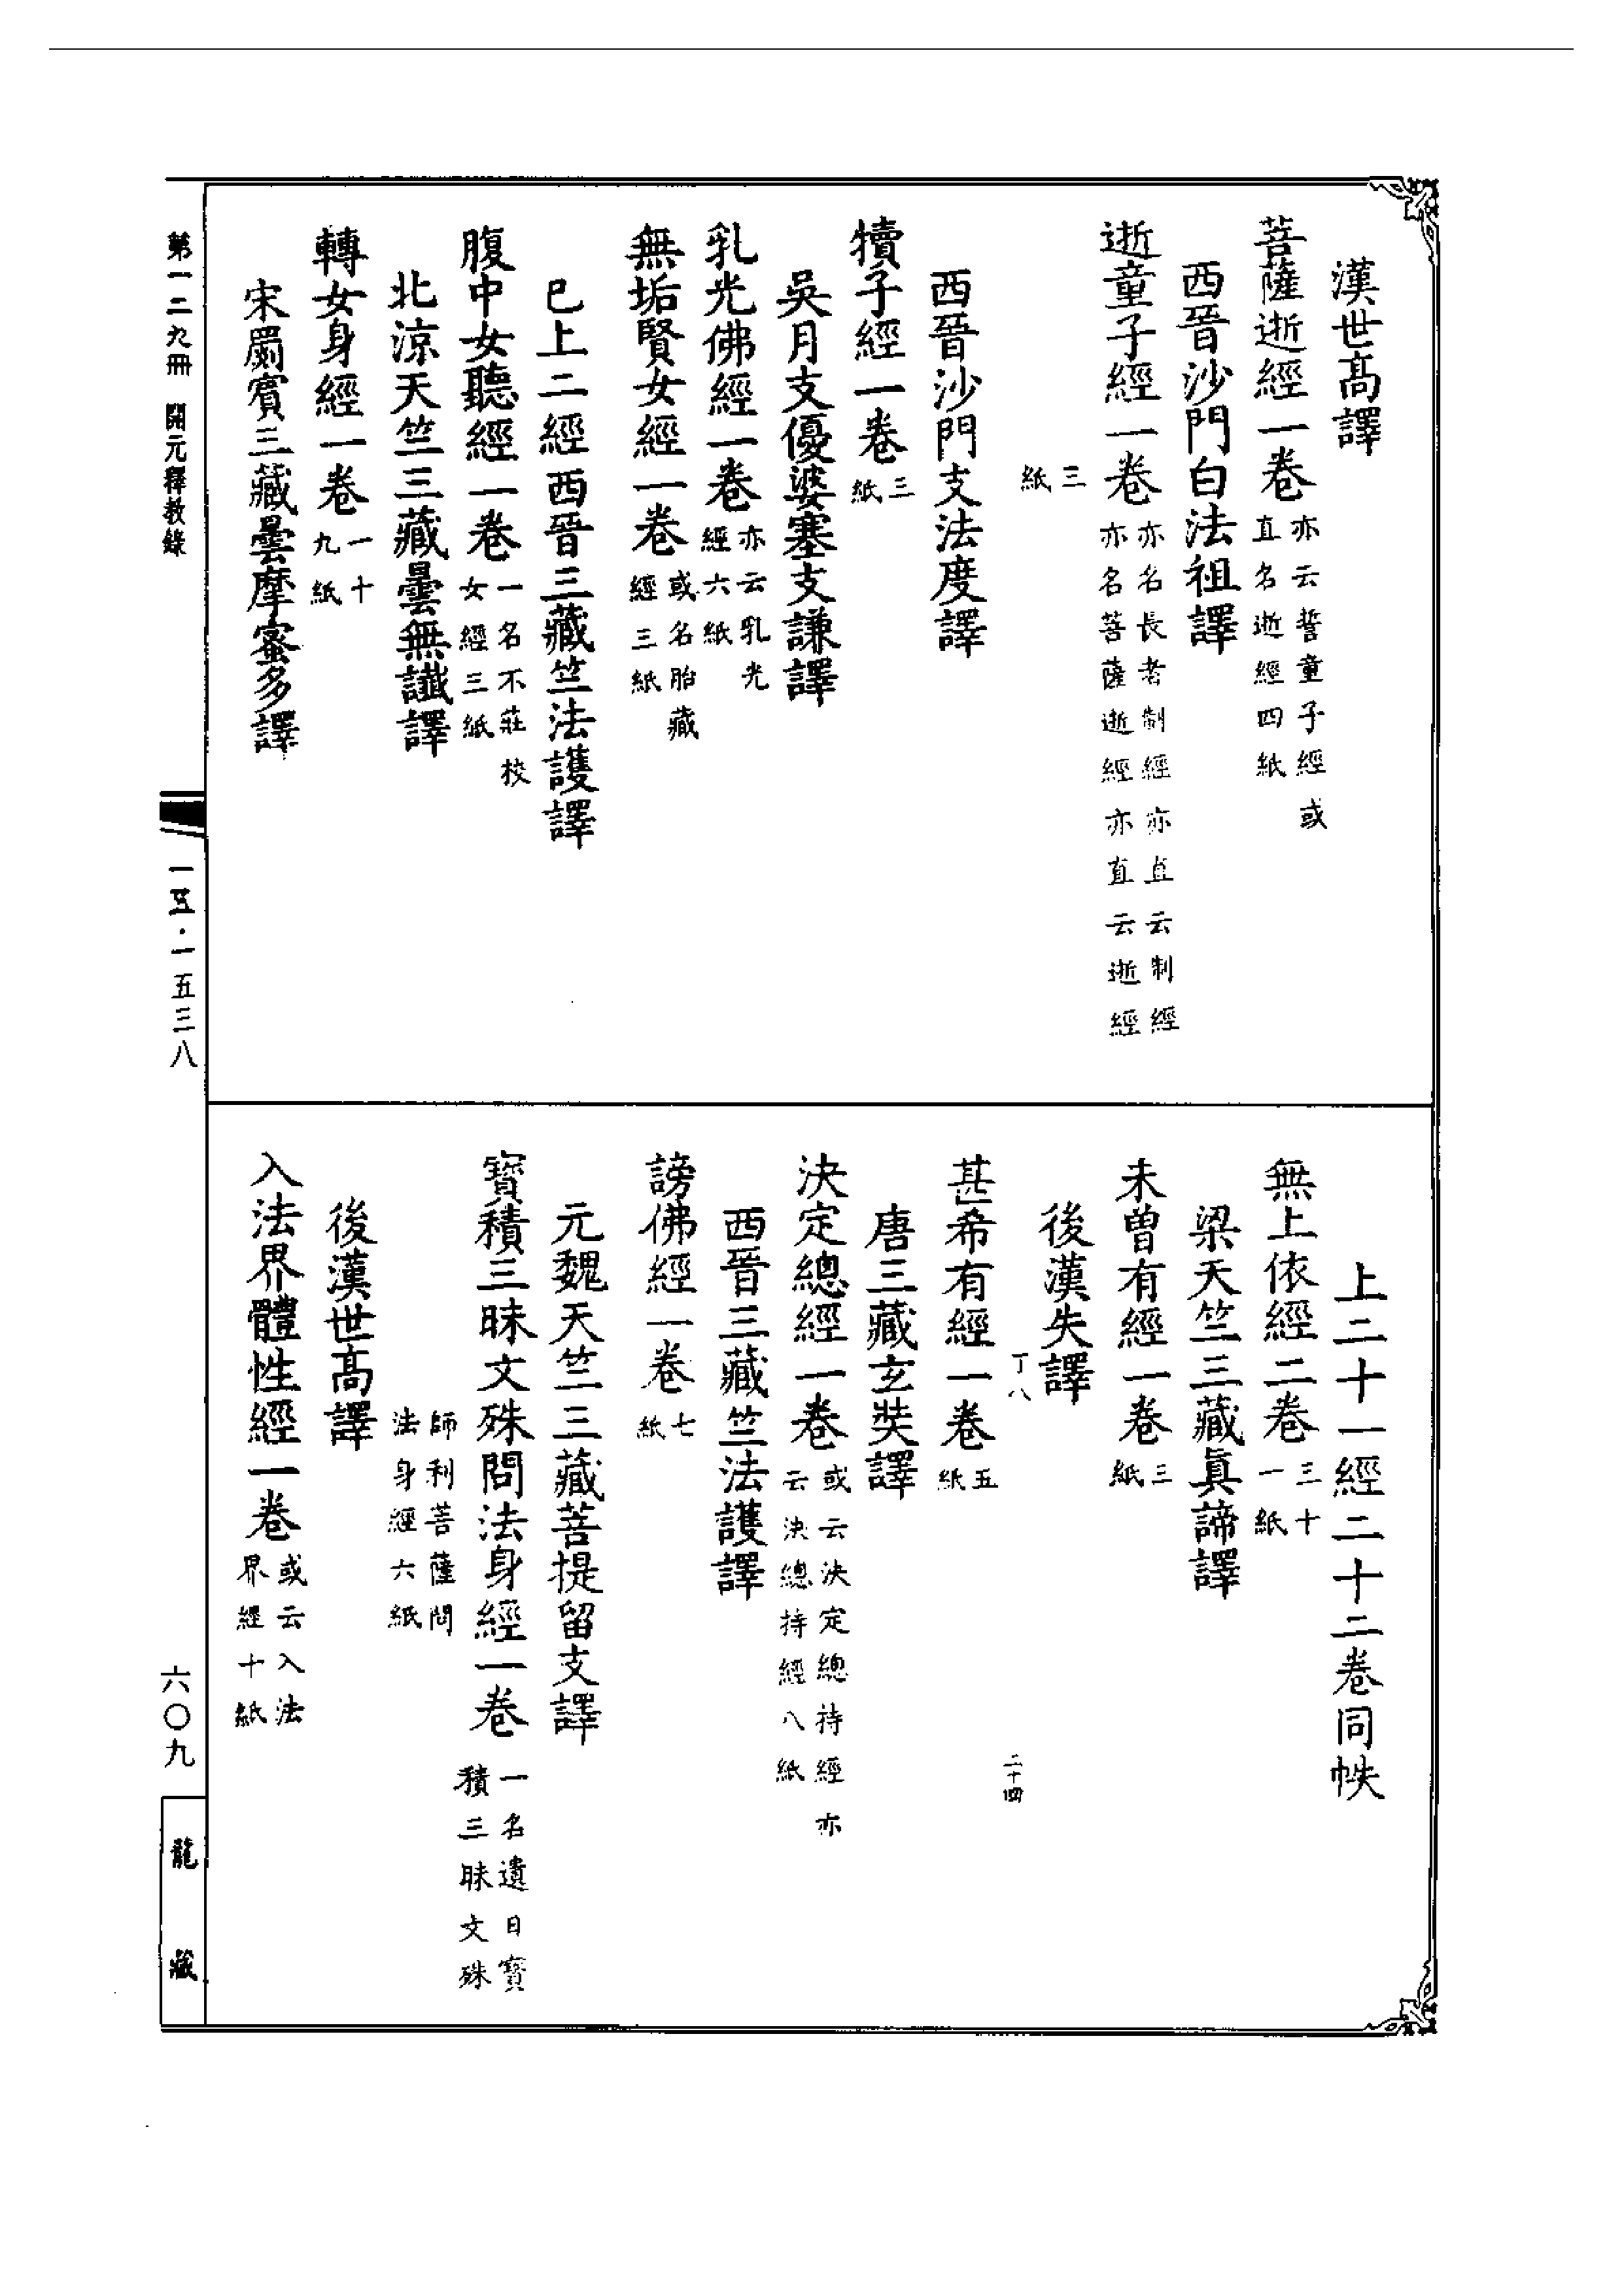 漢世高譯
菩薩逝經一卷亦云誓童子經或直名逝經四紙
西晉沙門白法祖譯
逝童子經一卷亦名長者制經亦直云制經亦名菩薩逝經亦直云逝經
三紙
西晉沙門支法度譯
犢子經一卷三紙
吳月支優婆塞支謙譯
乳光佛經一卷亦云乳光經六紙
無垢賢女經一卷或名胎藏經三紙
已上二經西晉三藏竺法護譯
腹中女聽經一卷一名不莊校女經三紙
北涼天竺三藏曇無讖譯
轉女身經一卷一十九紙
宋罽賓三藏曇摩蜜多譯
上二十一經二十二卷同帙
無上依經二卷三十一紙
梁天竺三藏真諦譯
未曾有經一卷三紙
後漢失譯
丁八
二十四
甚希有經一卷五紙
唐三藏玄奘譯
決定總經一卷或云決定總持經亦云決總持經八紙
西晉三藏竺法護譯
謗佛經一卷七紙
元魏天竺三藏菩提留支譯
寶積三昧文殊問法身經一卷一名遺日寶積三昧文殊
師利菩薩問法身經六紙
後漢世高譯
入法界體性經一卷或云入法界經十紙
第一二九冊 開元釋教錄
一五·一五三八
六〇九
龍藏